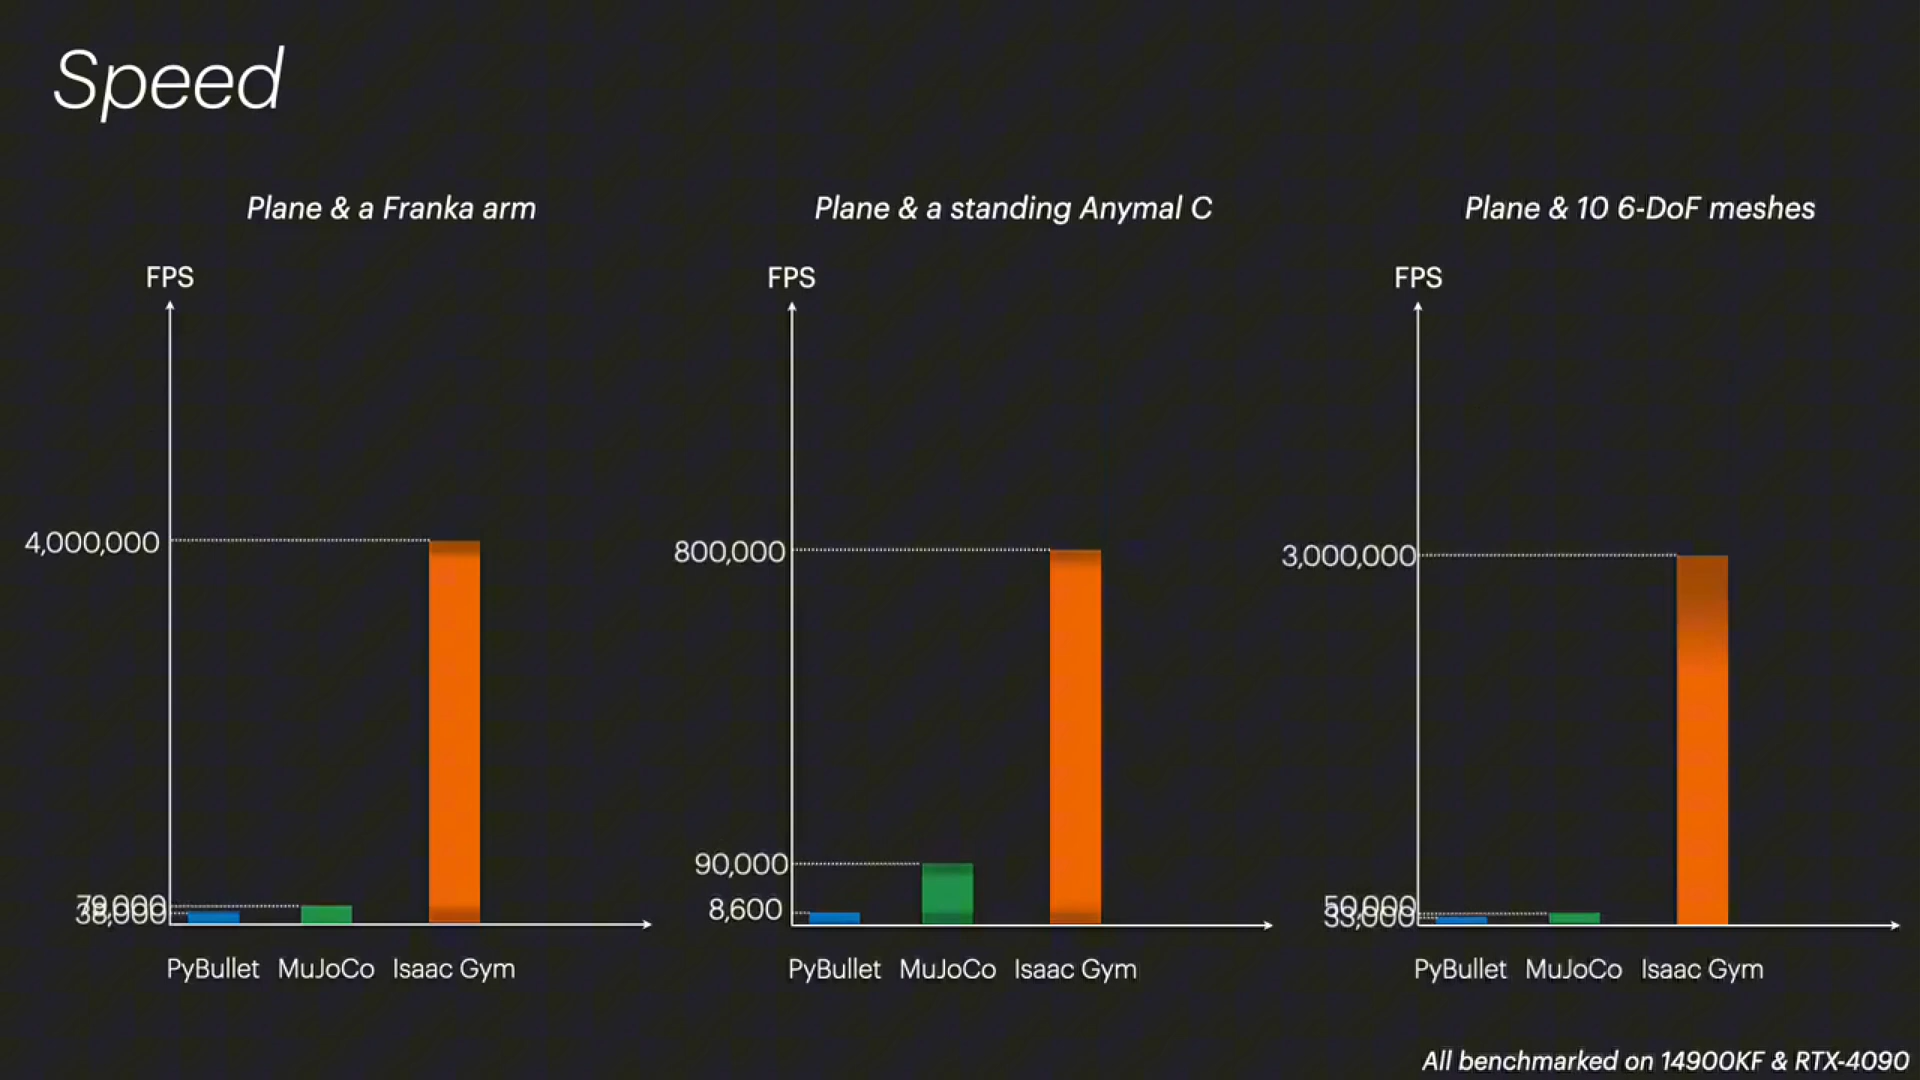 Speed
Plane & a Franka arm
FPS
4,000,000
PyBullet MuJoCo Isaac Gym
Plane & a standing Anymal C
FPS
800,000
90,000
8,600
PyBullet MuJoCo Isaac Gym
Plane & 10 6-DoF meshes
FPS
3,000,000
PyBullet MuJoCo Isaac Gym
All benchmarked on 14900KF & RTX-4090